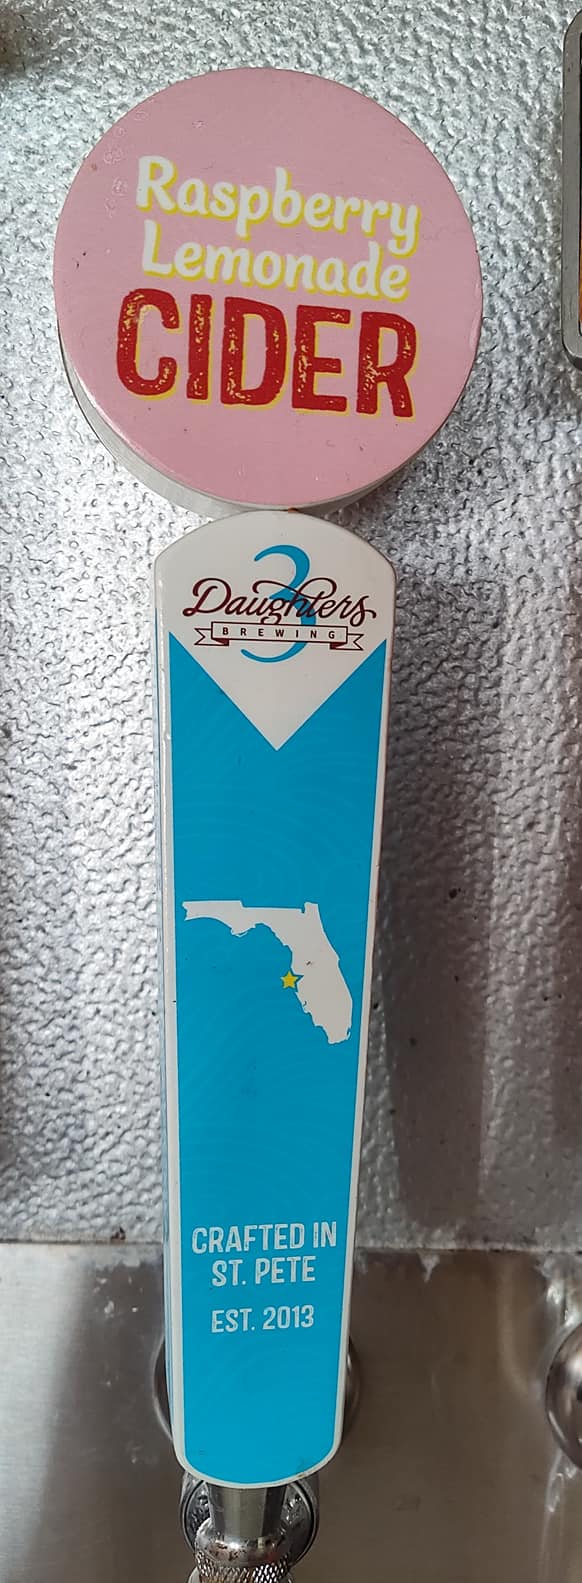 Raspberry
Lemonade
CIDER
3
Daughters
BREWING
CRAFTED IN
ST. PETE
EST. 2013